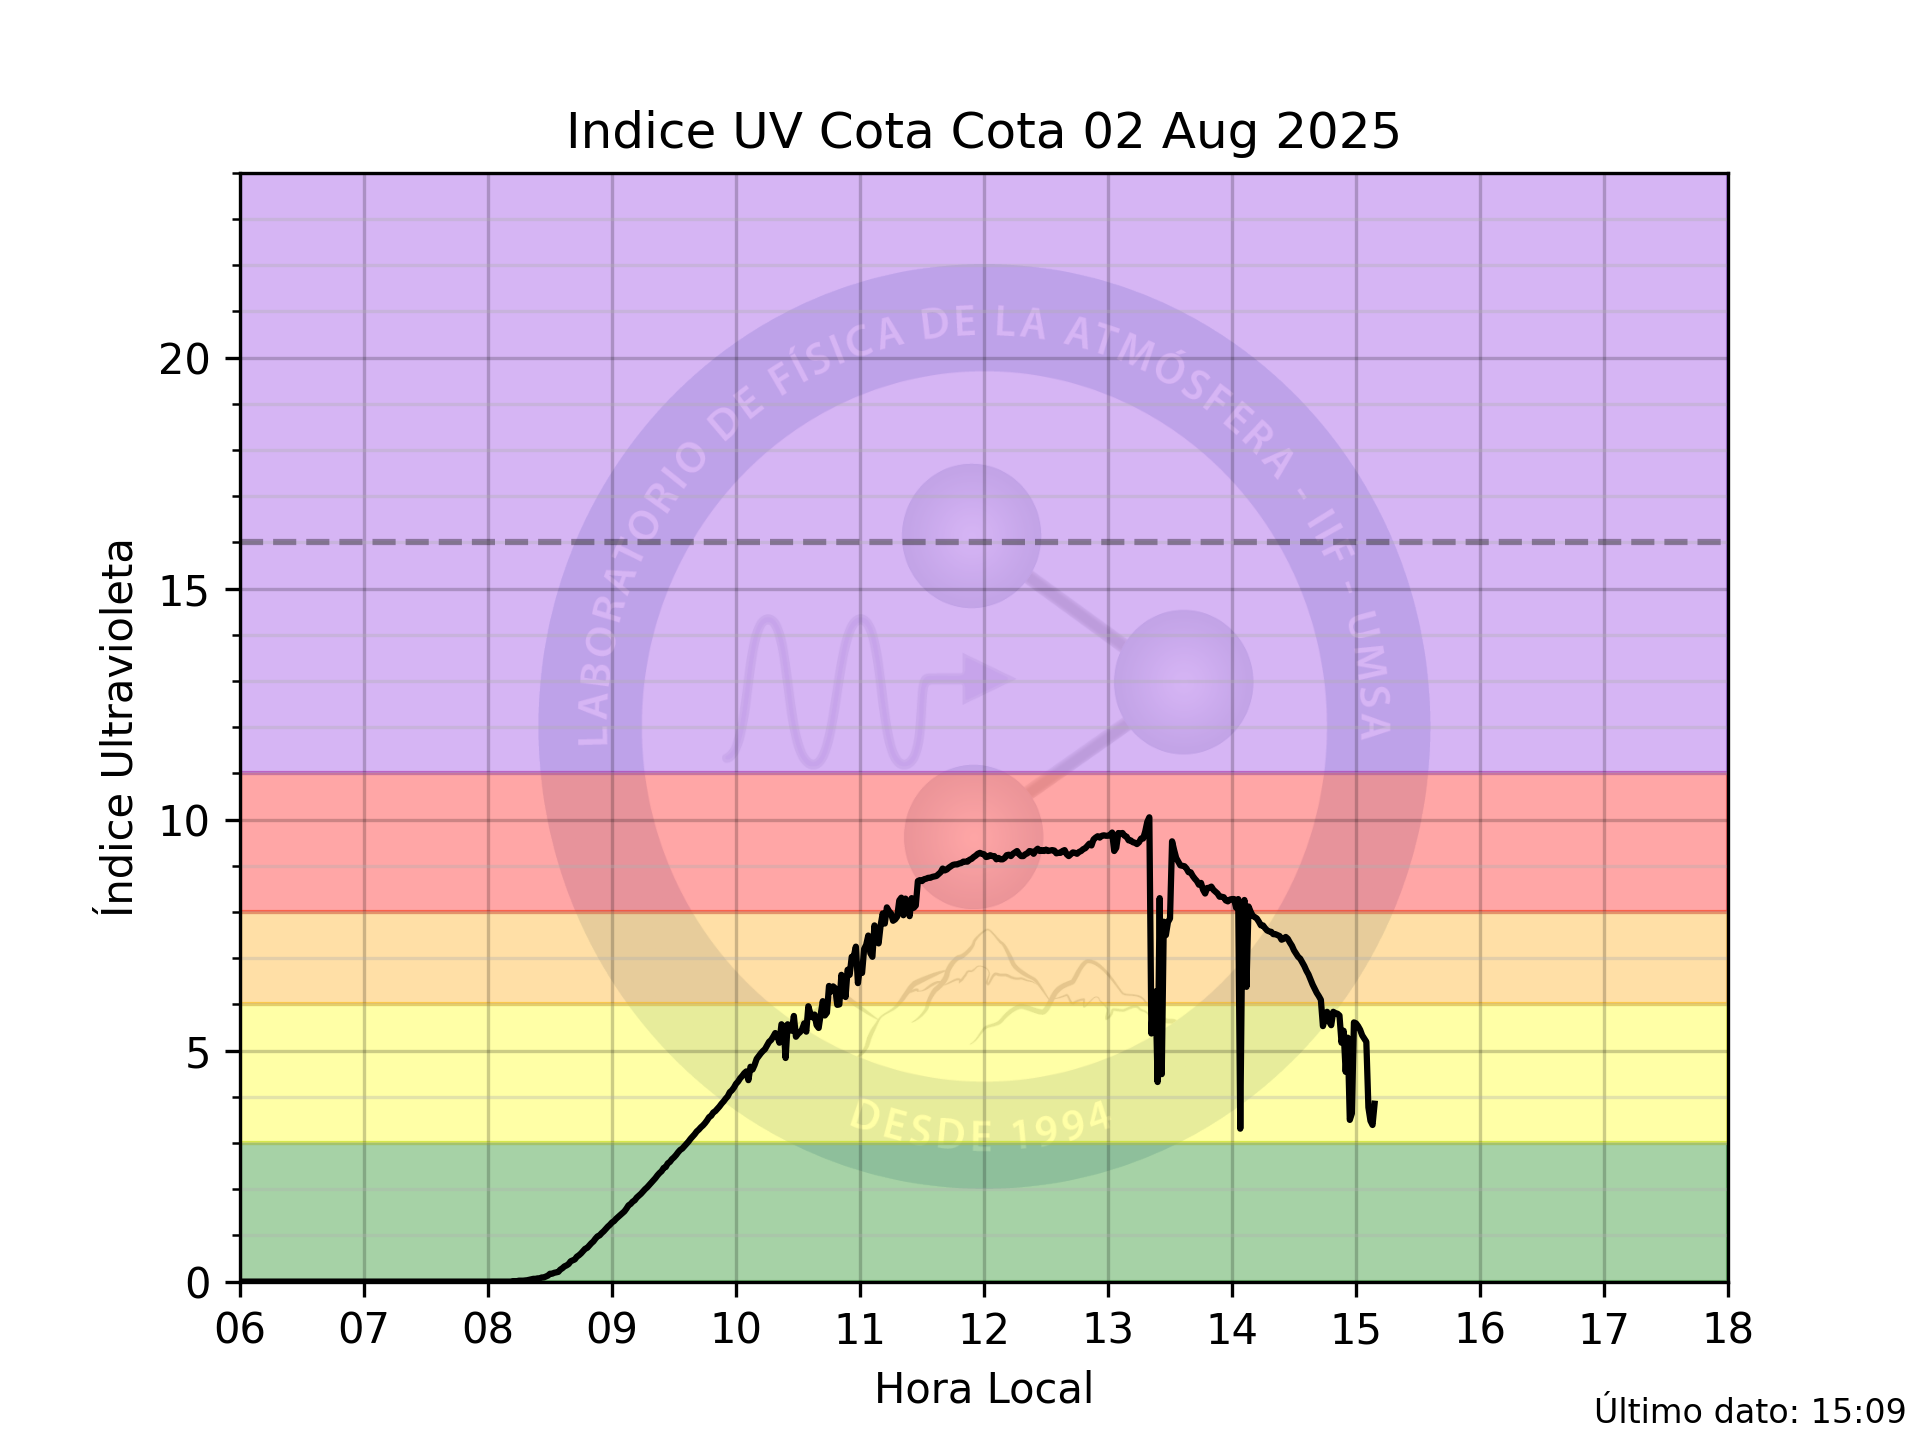 Indice UV Cota Cota 02 Aug 2025
LABORATORIO DE FÍSICA DE LA ATMÓSFERA - IIF - UMSA
DESDE 1994
Índice Ultravioleta
20
15
10
5
0
06 07 08 09 10 11 12 13 14 15 16 17 18
Hora Local
Último dato: 15:09